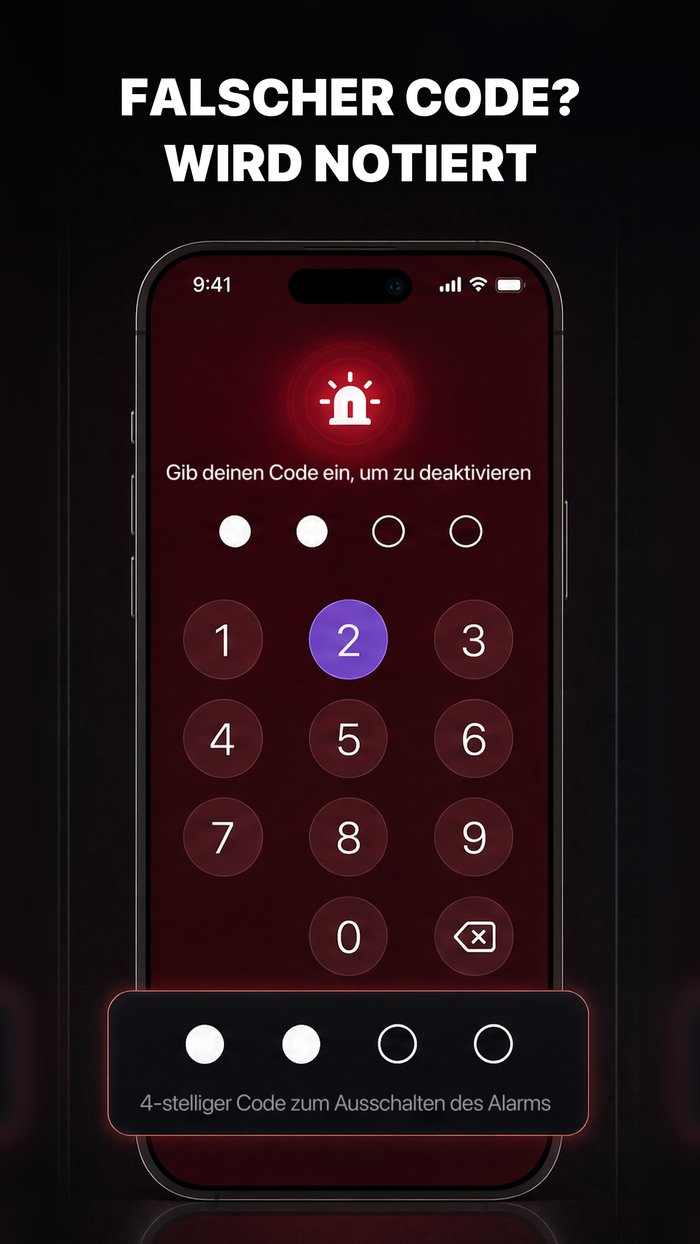 FALSCHER CODE?
WIRD NOTIERT
9:41
Gib deinen Code ein, um zu deaktivieren
1 2 3
4 5 6
7 8 9
0
4-stelliger Code zum Ausschalten des Alarms